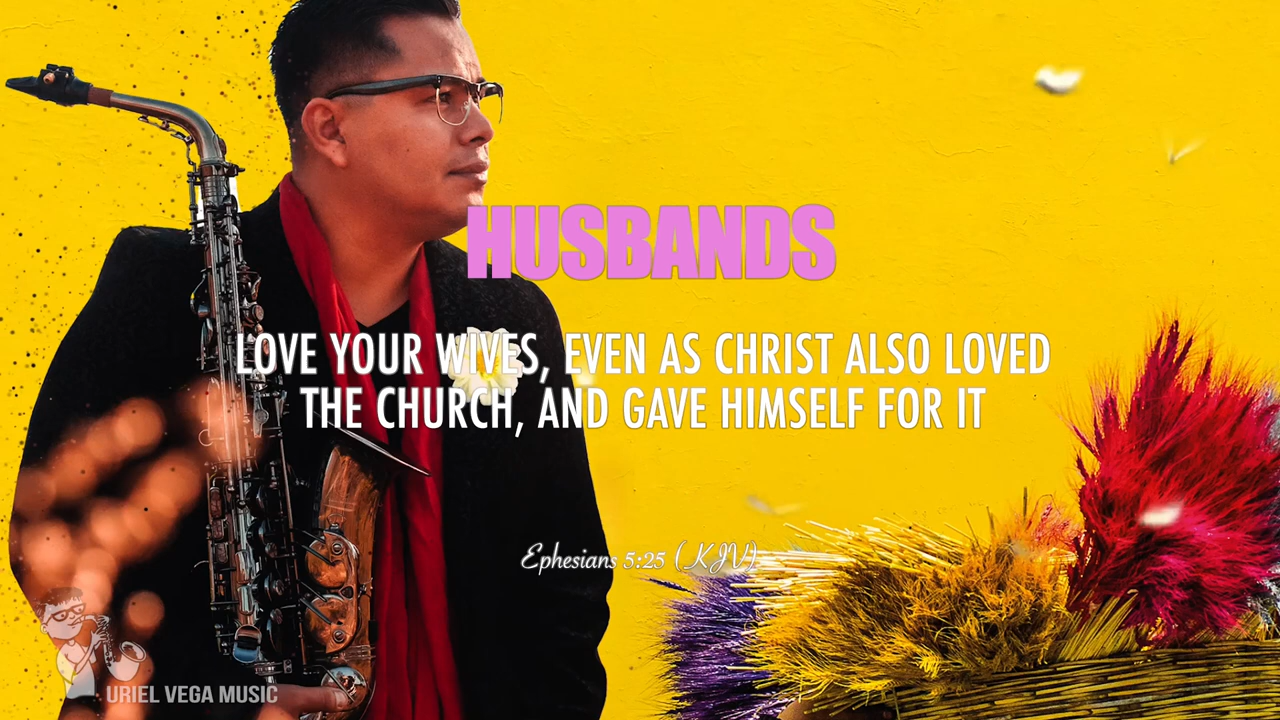 HUSBANDS
LOVE YOUR WIVES, EVEN AS CHRIST ALSO LOVED
THE CHURCH, AND GAVE HIMSELF FOR IT
Ephesians 5:25 (KJV)
URIEL VEGA MUSIC